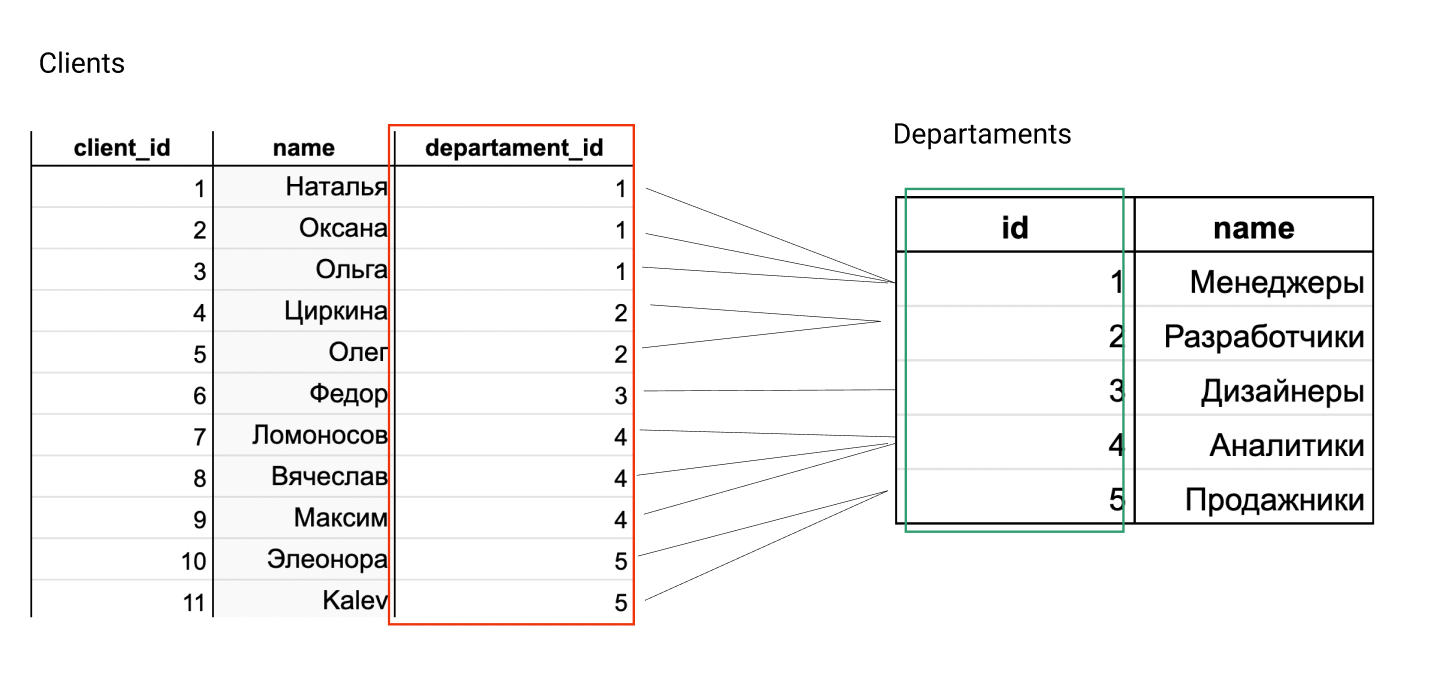 Clients
client_id name departament_id
1 Наталья 1
2 Оксана 1
3 Ольга 1
4 Циркина 2
5 Олег 2
6 Федор 3
7 Ломоносов 4
8 Вячеслав 4
9 Максим 4
10 Элеонора 5
11 Kalev 5
Departaments
id name
1 Менеджеры
2 Разработчики
3 Дизайнеры
4 Аналитики
5 Продажники